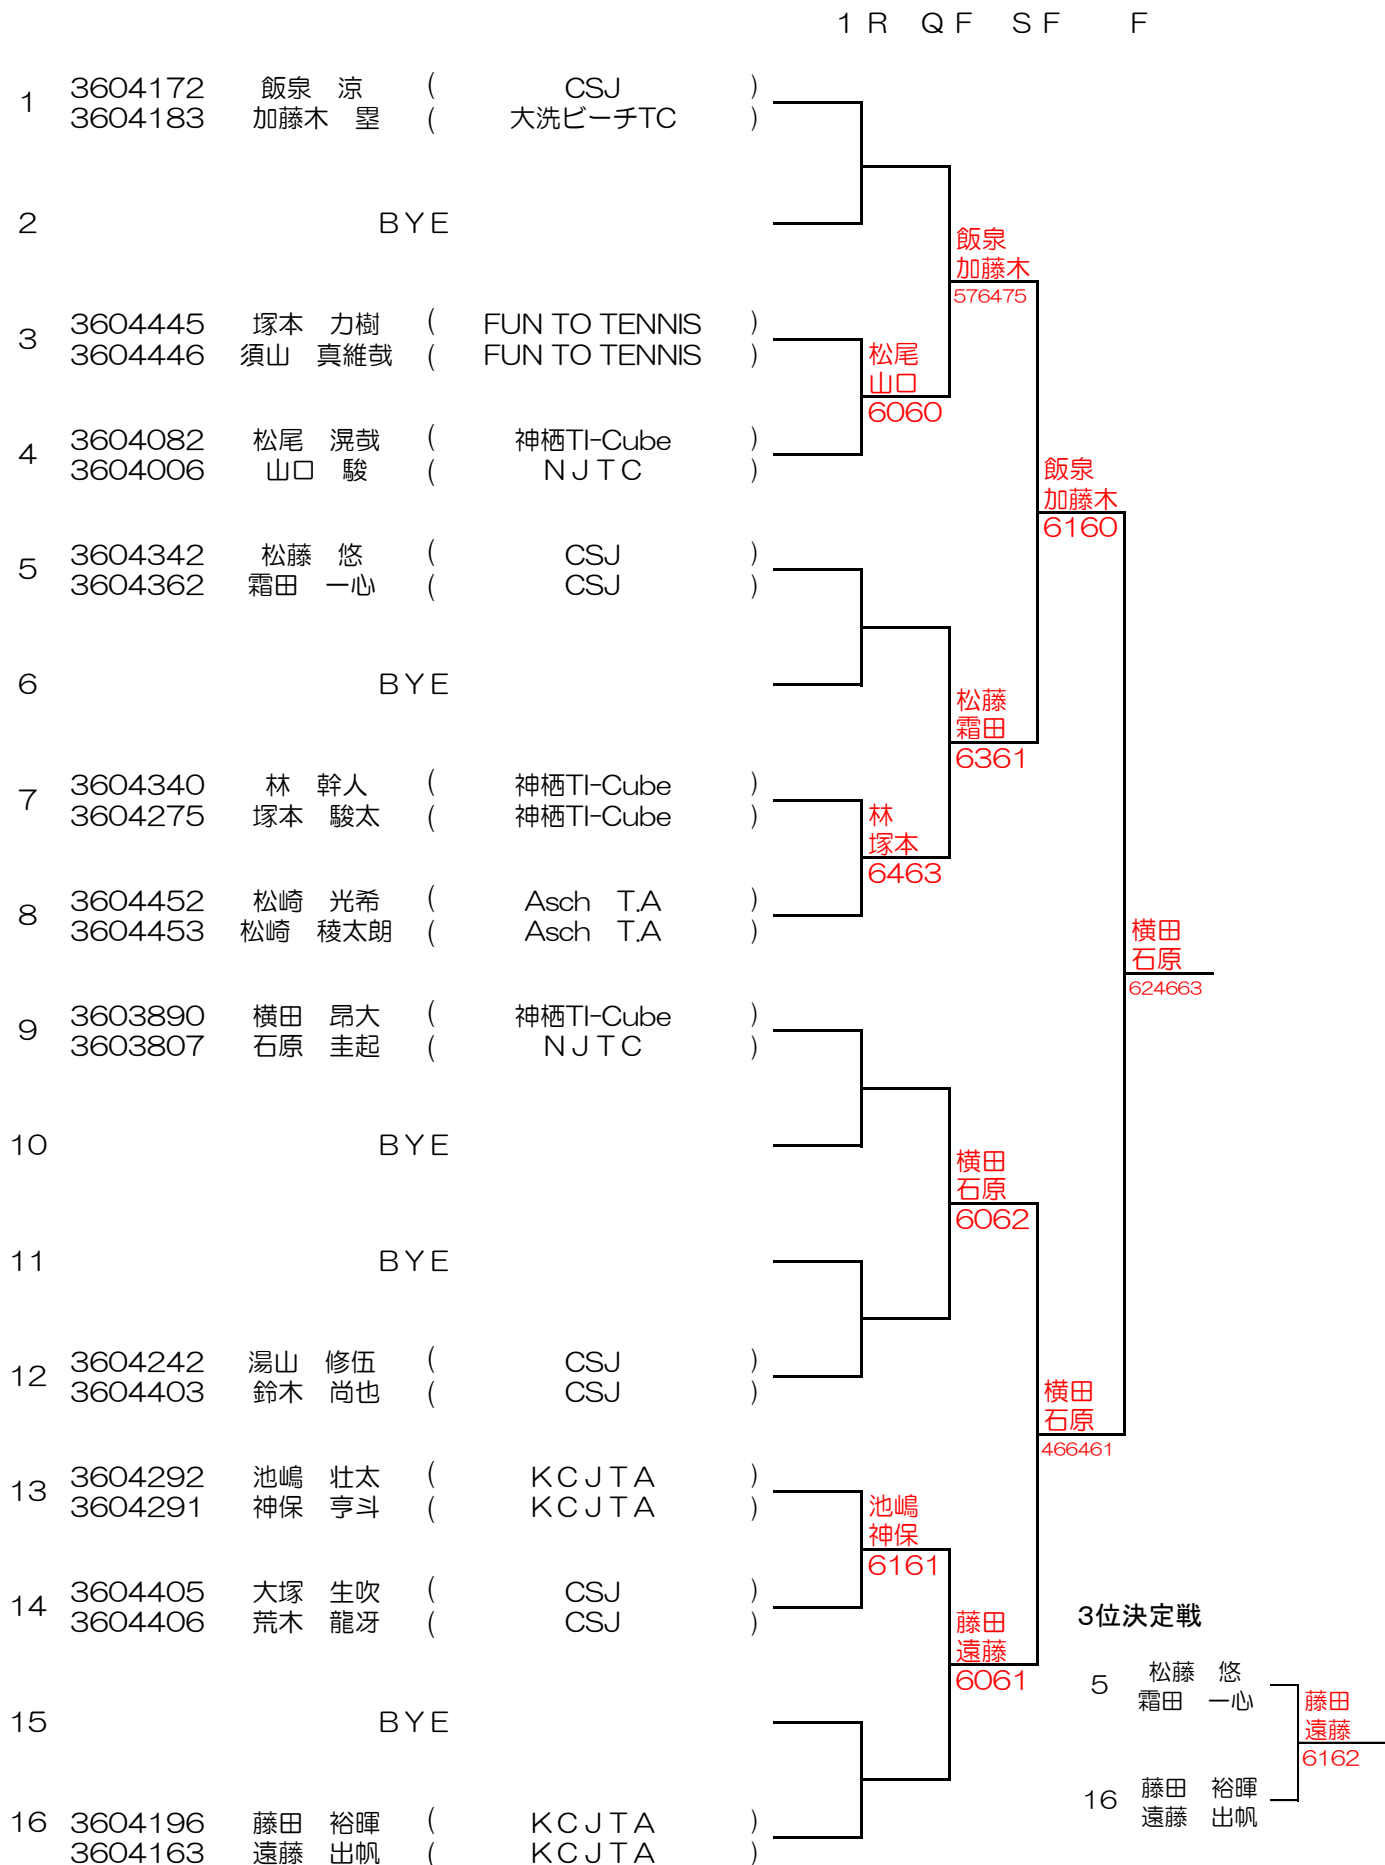 1R QF SF F
1
3604172 飯泉 涼 ( CSJ )
3604183 加藤木 塁 ( 大洗ビーチTC )
2 BYE
飯泉
加藤木
576475
3
3604445 塚本 力樹 ( FUN TO TENNIS )
3604446 須山 真維哉 ( FUN TO TENNIS )
松尾
山口
6060
4
3604082 松尾 滉哉 ( 神栖TI-Cube )
3604006 山口 駿 ( NJTC )
飯泉
加藤木
6160
5
3604342 松藤 悠 ( CSJ )
3604362 霜田 一心 ( CSJ )
6 BYE
松藤
霜田
6361
7
3604340 林 幹人 ( 神栖TI-Cube )
3604275 塚本 駿太 ( 神栖TI-Cube )
林
塚本
6463
8
3604452 松崎 光希 ( Asch T.A )
3604453 松崎 稜太朗 ( Asch T.A )
横田
石原
624663
9
3603890 横田 昂大 ( 神栖TI-Cube )
3603807 石原 圭起 ( NJTC )
10 BYE
横田
石原
6062
11 BYE
12
3604242 湯山 修伍 ( CSJ )
3604403 鈴木 尚也 ( CSJ )
横田
石原
466461
13
3604292 池嶋 壮太 ( KCJTA )
3604291 神保 亨斗 ( KCJTA )
池嶋
神保
6161
14
3604405 大塚 生吹 ( CSJ )
3604406 荒木 龍冴 ( CSJ )
藤田
遠藤
6061
15 BYE
16
3604196 藤田 裕暉 ( KCJTA )
3604163 遠藤 出帆 ( KCJTA )
3位決定戦
5
松藤 悠
霜田 一心
藤田
遠藤
6162
16
藤田 裕暉
遠藤 出帆